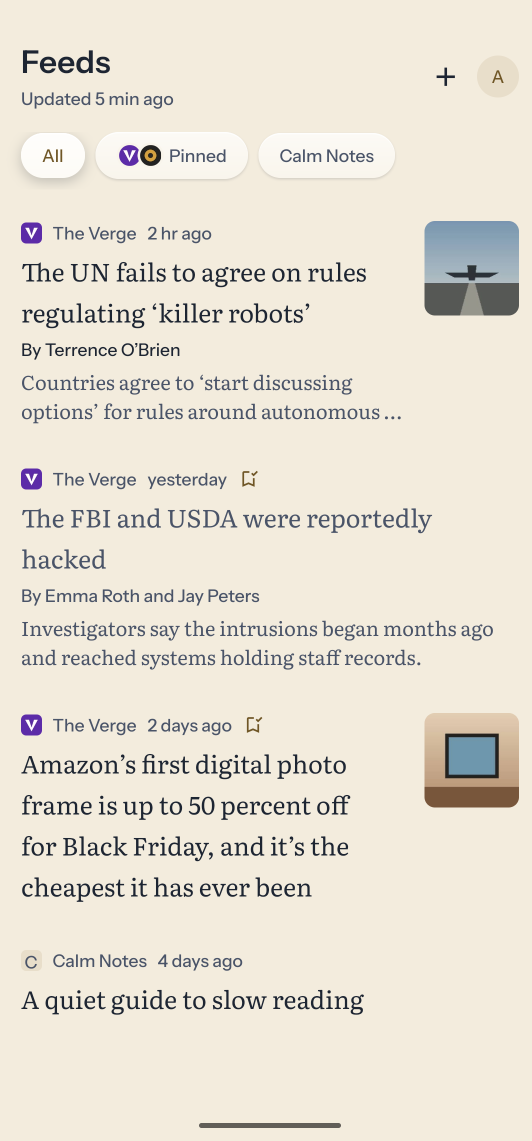 Feeds
Updated 5 min ago
A
All
V Pinned
Calm Notes
V The Verge 2 hr ago
The UN fails to agree on rules
regulating ‘killer robots’
By Terrence O’Brien
Countries agree to ‘start discussing
options’ for rules around autonomous …
V The Verge yesterday
The FBI and USDA were reportedly
hacked
By Emma Roth and Jay Peters
Investigators say the intrusions began months ago
and reached systems holding staff records.
V The Verge 2 days ago
Amazon’s first digital photo
frame is up to 50 percent off
for Black Friday, and it’s the
cheapest it has ever been
C Calm Notes 4 days ago
A quiet guide to slow reading